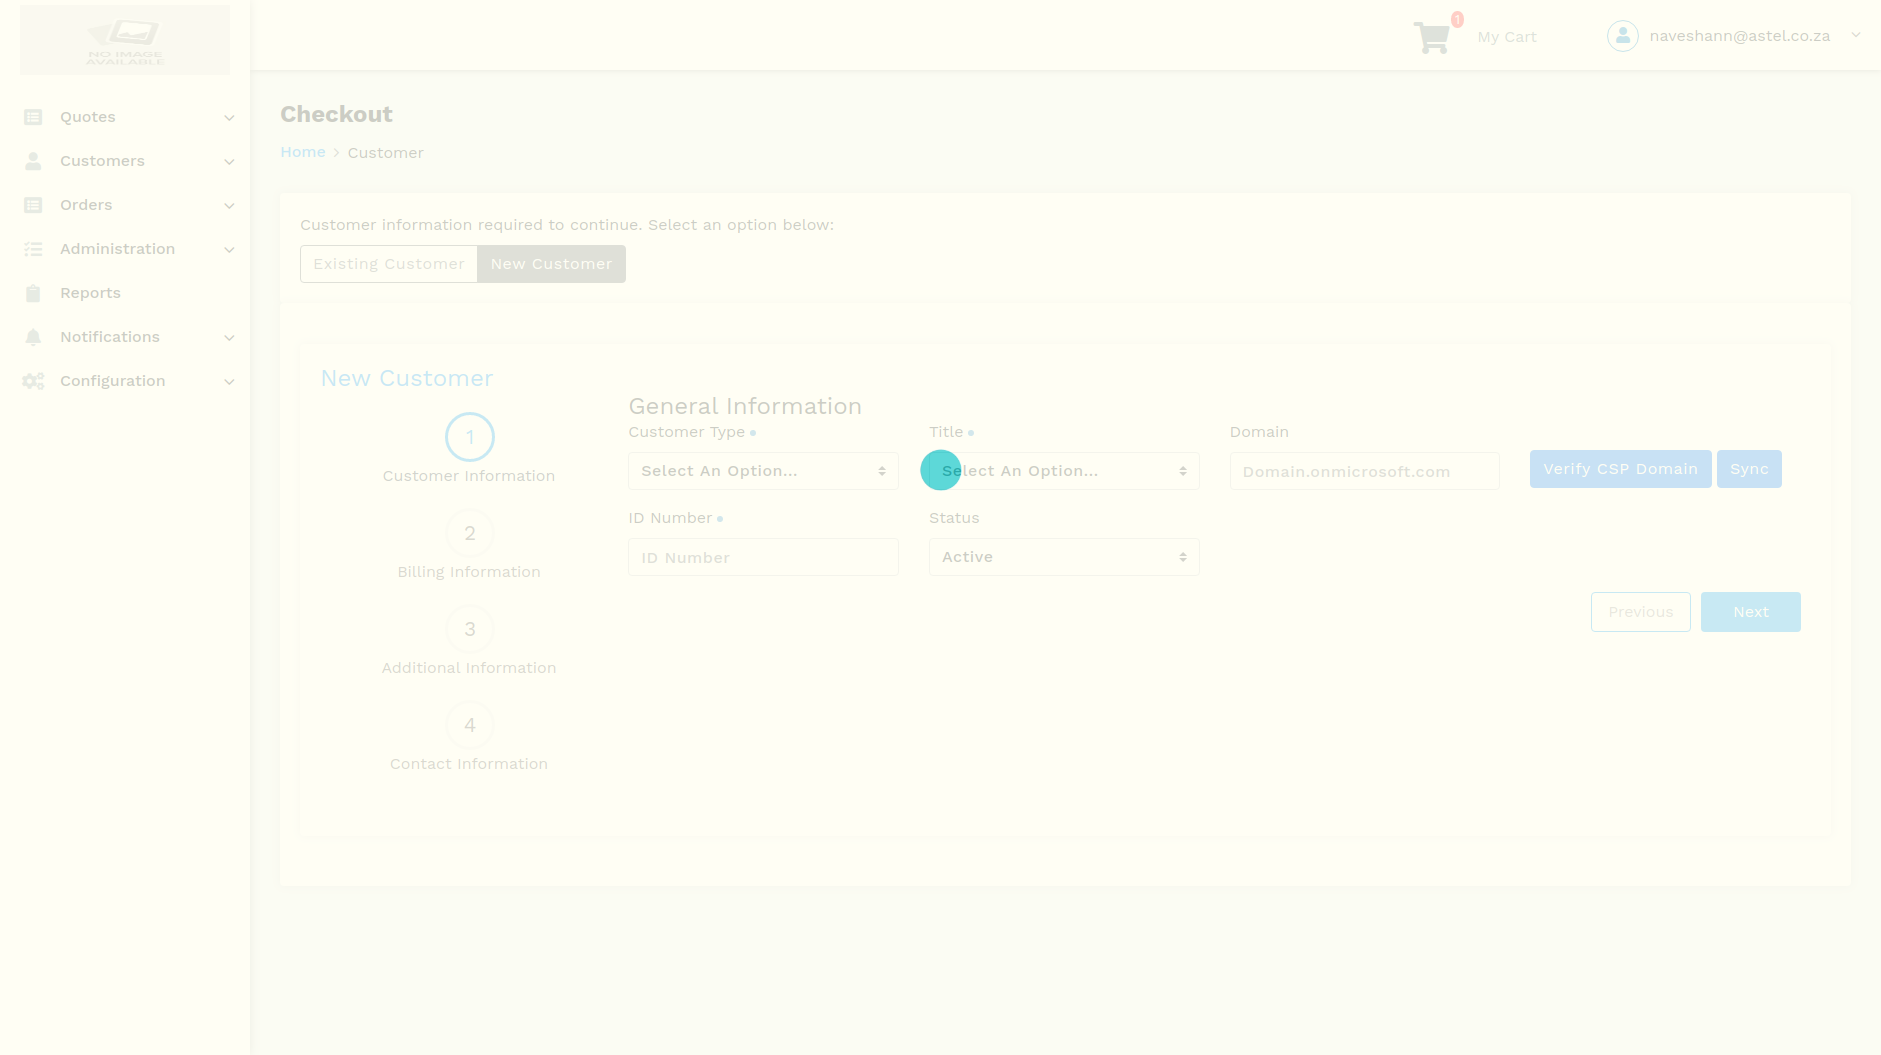 NO IMAGE
AVAILABLE
1
My Cart
naveshann@astel.co.za
Quotes
Customers
Orders
Administration
Reports
Notifications
Configuration
Checkout
Home
Customer
Customer information required to continue. Select an option below:
Existing Customer
New Customer
New Customer
1
Customer Information
2
Billing Information
3
Additional Information
4
Contact Information
General Information
Customer Type
Title
Domain
Select An Option...
Select An Option...
Domain.onmicrosoft.com
Verify CSP Domain
Sync
ID Number
Status
ID Number
Active
Previous
Next